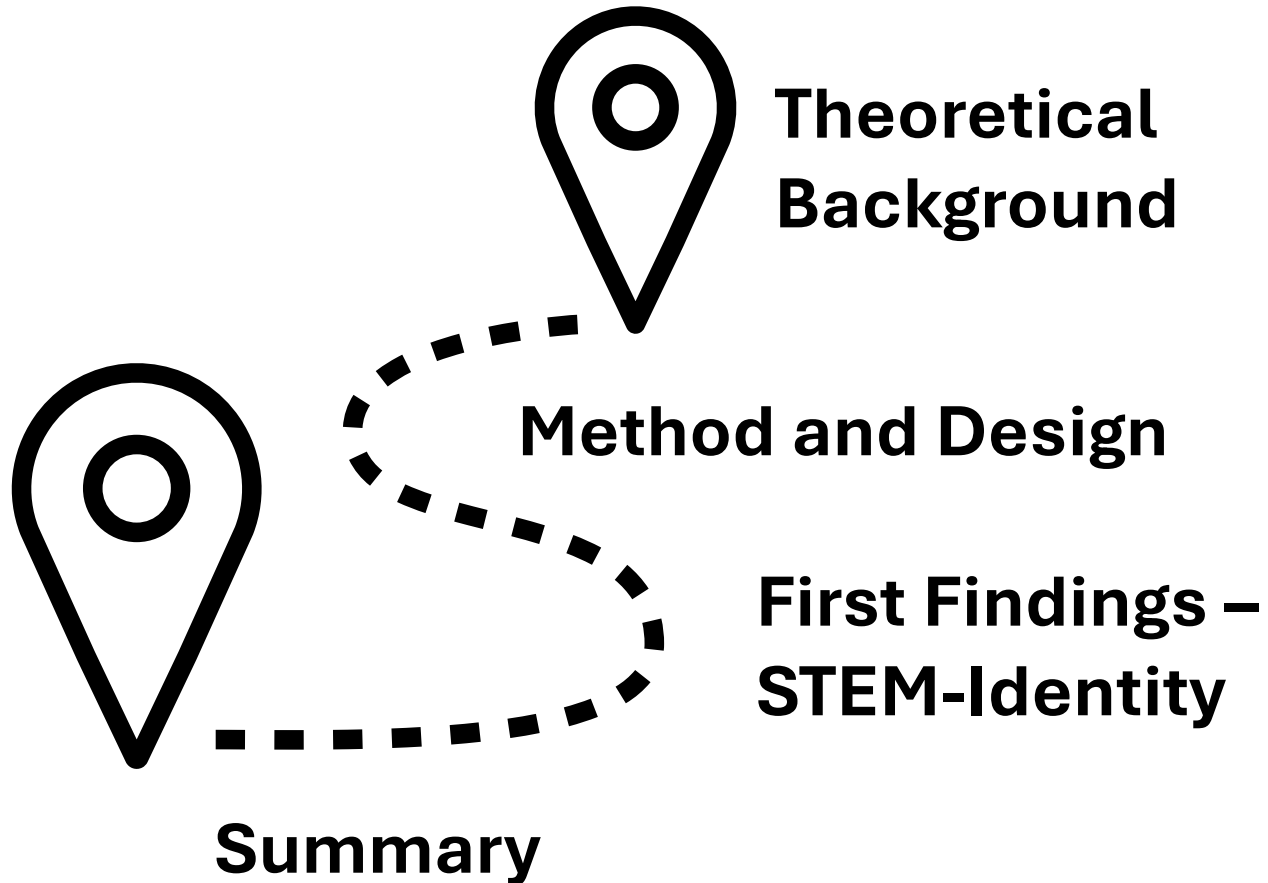 Theoretical
Background
Method and Design
First Findings –
STEM-Identity
Summary